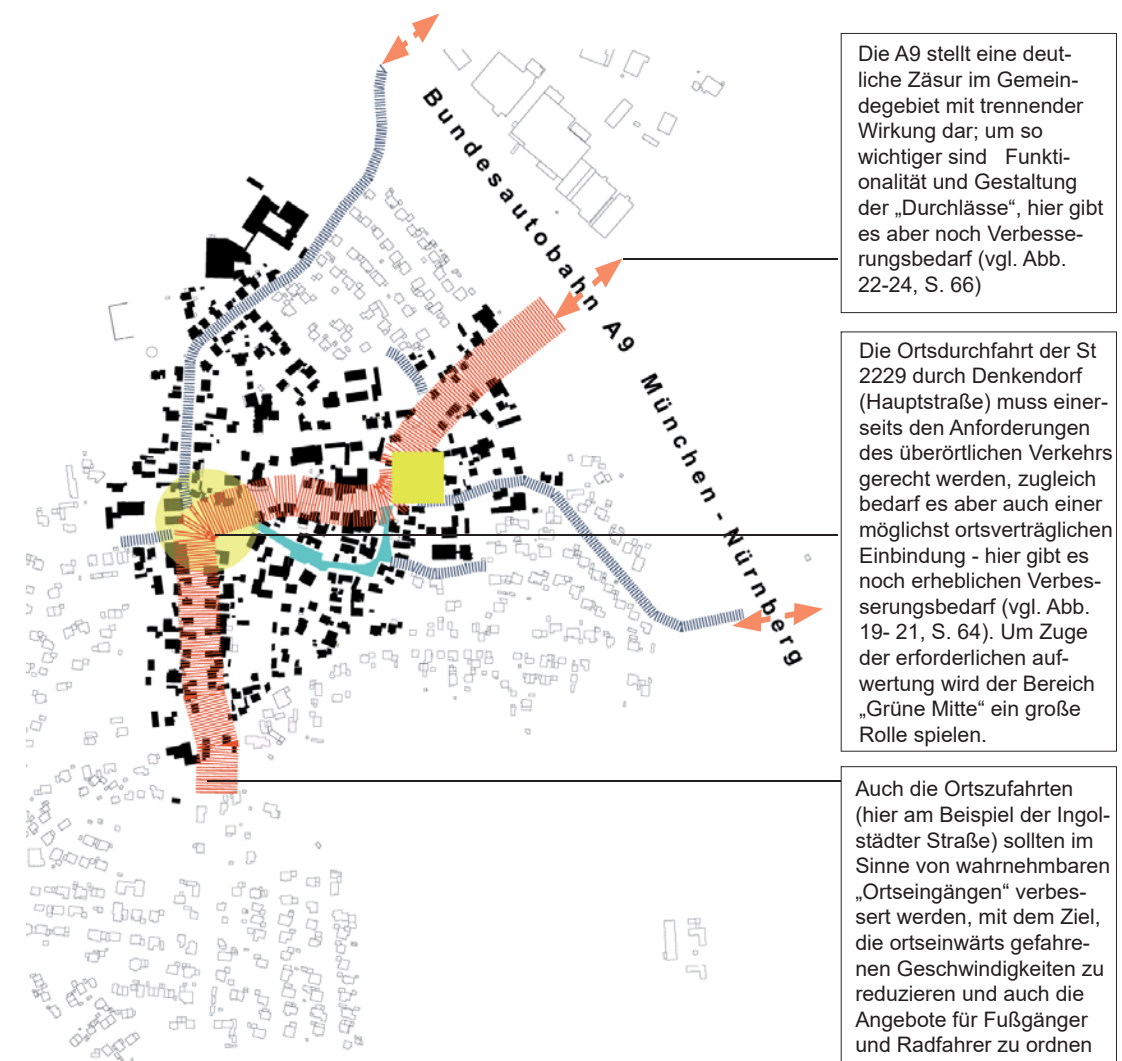 Bundesautobahn A9 München - Nürnberg
Die A9 stellt eine deut-
liche Zäsur im Gemein-
degebiet mit trennender
Wirkung dar; um so
wichtiger sind Funkti-
onalität und Gestaltung
der „Durchlässe“, hier gibt
es aber noch Verbesse-
rungsbedarf (vgl. Abb.
22-24, S. 66)
Die Ortsdurchfahrt der St
2229 durch Denkendorf
(Hauptstraße) muss einer-
seits den Anforderungen
des überörtlichen Verkehrs
gerecht werden, zugleich
bedarf es aber auch einer
möglichst ortsverträglichen
Einbindung - hier gibt es
noch erheblichen Verbes-
serungsbedarf (vgl. Abb.
19- 21, S. 64). Um Zuge
der erforderlichen auf-
wertung wird der Bereich
„Grüne Mitte“ ein große
Rolle spielen.
Auch die Ortszufahrten
(hier am Beispiel der Ingol-
städter Straße) sollten im
Sinne von wahrnehmbaren
„Ortseingängen“ verbes-
sert werden, mit dem Ziel,
die ortseinwärts gefahre-
nen Geschwindigkeiten zu
reduzieren und auch die
Angebote für Fußgänger
und Radfahrer zu ordnen